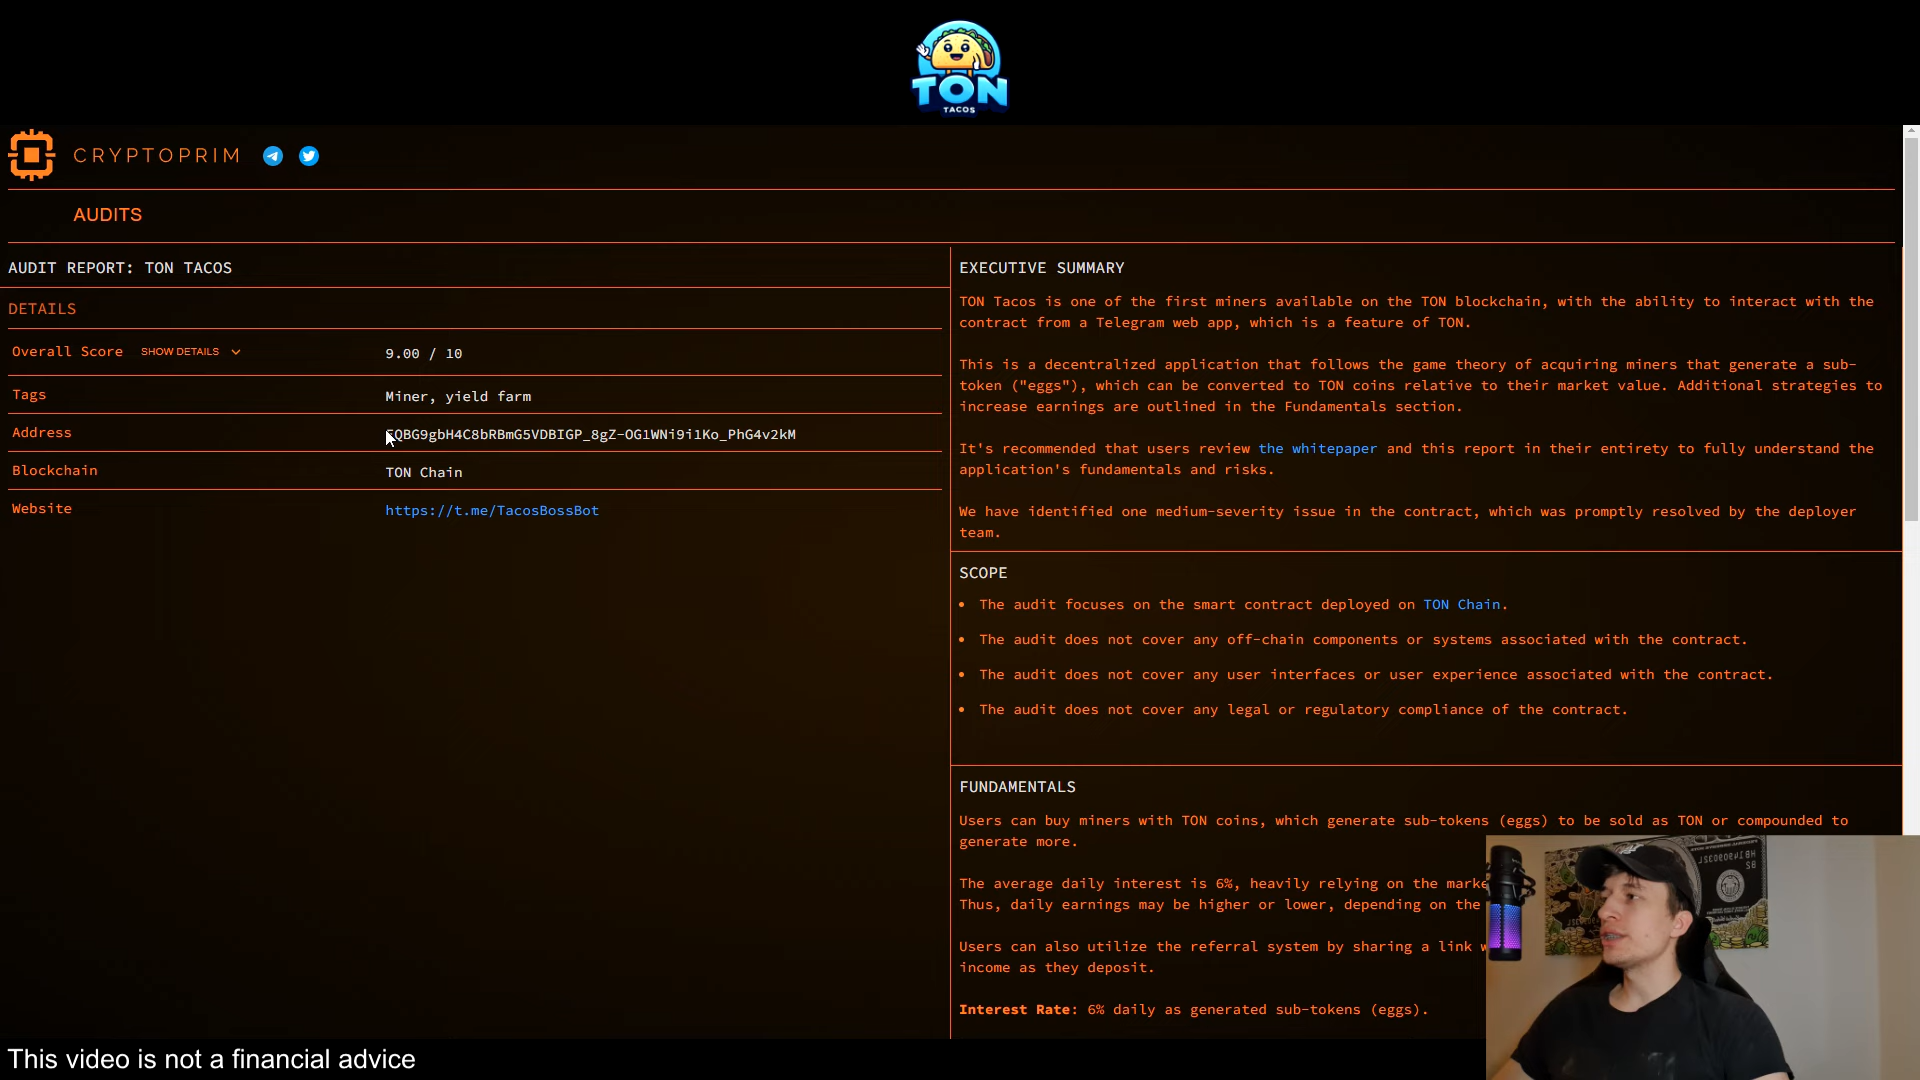 TON
TACOS
CRYPTOPRIM
AUDITS
AUDIT REPORT: TON TACOS
DETAILS
Overall Score SHOW DETAILS 9.00 / 10
Tags Miner, yield farm
Address EQBG9gbH4C8bRBmG5VDBIGP_8gZ-OG1WNi9i1Ko_PhG4v2kM
Blockchain TON Chain
Website https://t.me/TacosBossBot
EXECUTIVE SUMMARY
TON Tacos is one of the first miners available on the TON blockchain, with the ability to interact with the
contract from a Telegram web app, which is a feature of TON.
This is a decentralized application that follows the game theory of acquiring miners that generate a sub-
token ("eggs"), which can be converted to TON coins relative to their market value. Additional strategies to
increase earnings are outlined in the Fundamentals section.
It's recommended that users review the whitepaper and this report in their entirety to fully understand the
application's fundamentals and risks.
We have identified one medium-severity issue in the contract, which was promptly resolved by the deployer
team.
SCOPE
• The audit focuses on the smart contract deployed on TON Chain.
• The audit does not cover any off-chain components or systems associated with the contract.
• The audit does not cover any user interfaces or user experience associated with the contract.
• The audit does not cover any legal or regulatory compliance of the contract.
FUNDAMENTALS
Users can buy miners with TON coins, which generate sub-tokens (eggs) to be sold as TON or compounded to
generate more.
The average daily interest is 6%, heavily relying on the marke
Thus, daily earnings may be higher or lower, depending on the
Users can also utilize the referral system by sharing a link
income as they deposit.
Interest Rate: 6% daily as generated sub-tokens (eggs).
This video is not a financial advice